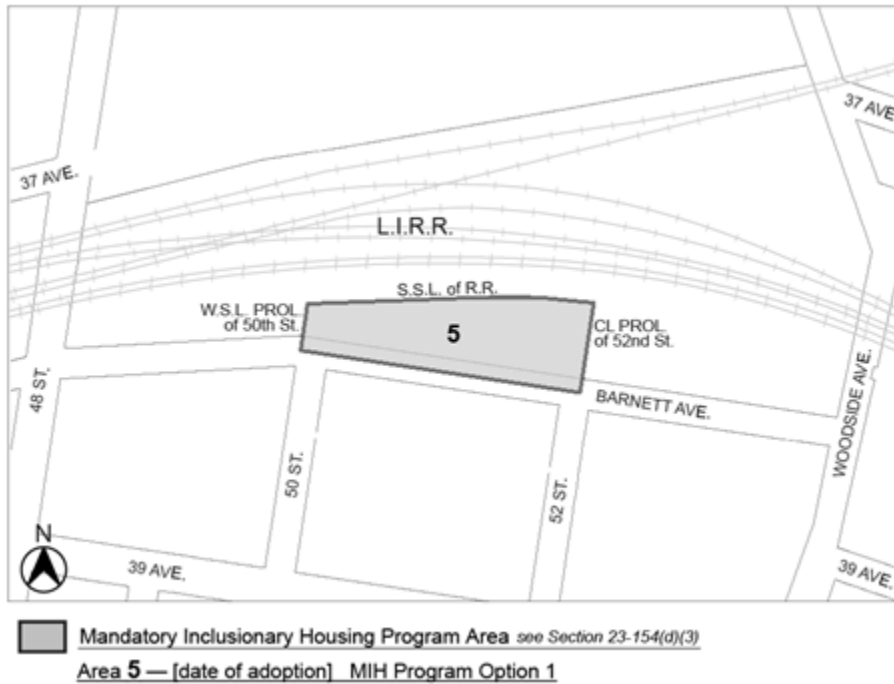 37 AVE.
37 AVE.
L.I.R.R.
S.S.L. of R.R.
W.S.L. PROL.
of 50th St.
5
CL PROL.
of 52nd St.
48 ST.
BARNETT AVE.
WOODSIDE AVE.
50 ST.
52 ST.
N
39 AVE.
39 AVE.
Mandatory Inclusionary Housing Program Area see Section 23-154(d)(3)
Area 5 — [date of adoption] MIH Program Option 1